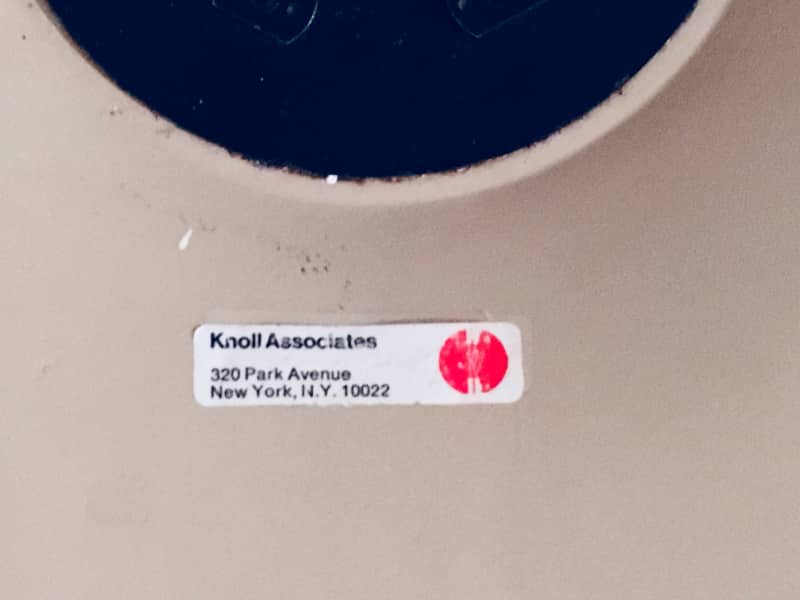 Knoll Associates
320 Park Avenue
New York, N.Y. 10022